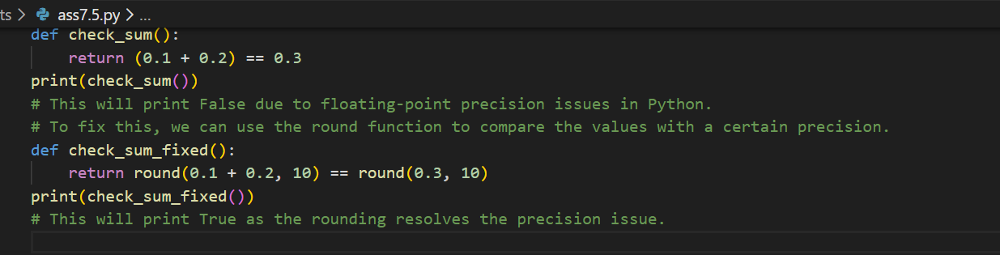 ts > ass7.5.py > ...
def check_sum():
    return (0.1 + 0.2) == 0.3
print(check_sum())
# This will print False due to floating-point precision issues in Python.
# To fix this, we can use the round function to compare the values with a certain precision.
def check_sum_fixed():
    return round(0.1 + 0.2, 10) == round(0.3, 10)
print(check_sum_fixed())
# This will print True as the rounding resolves the precision issue.